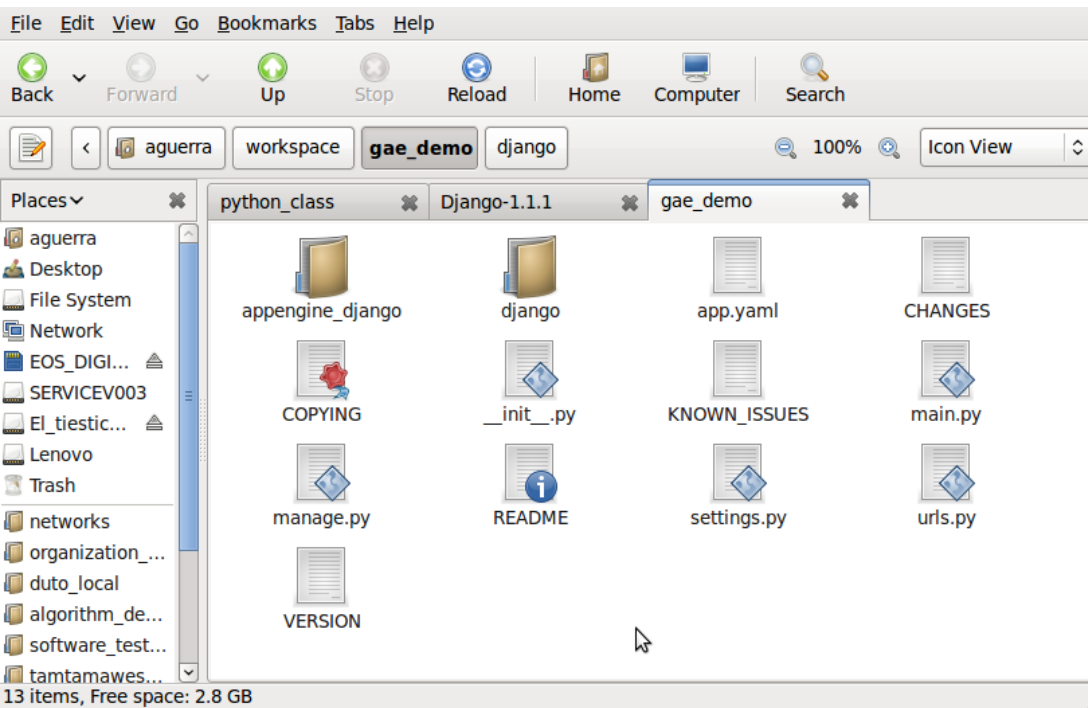 File Edit View Go Bookmarks Tabs Help
Back Forward Up Stop Reload Home Computer Search
aguerra workspace gae_demo django 100% Icon View
Places
aguerra
Desktop
File System
Network
EOS_DIGI...
SERVICEV003
El_tiestic...
Lenovo
Trash
networks
organization_...
duto_local
algorithm_de...
software_test...
tamtamawes...
python_class Django-1.1.1 gae_demo
appengine_django django app.yaml CHANGES
COPYING __init__.py KNOWN_ISSUES main.py
manage.py README settings.py urls.py
VERSION
13 items, Free space: 2.8 GB